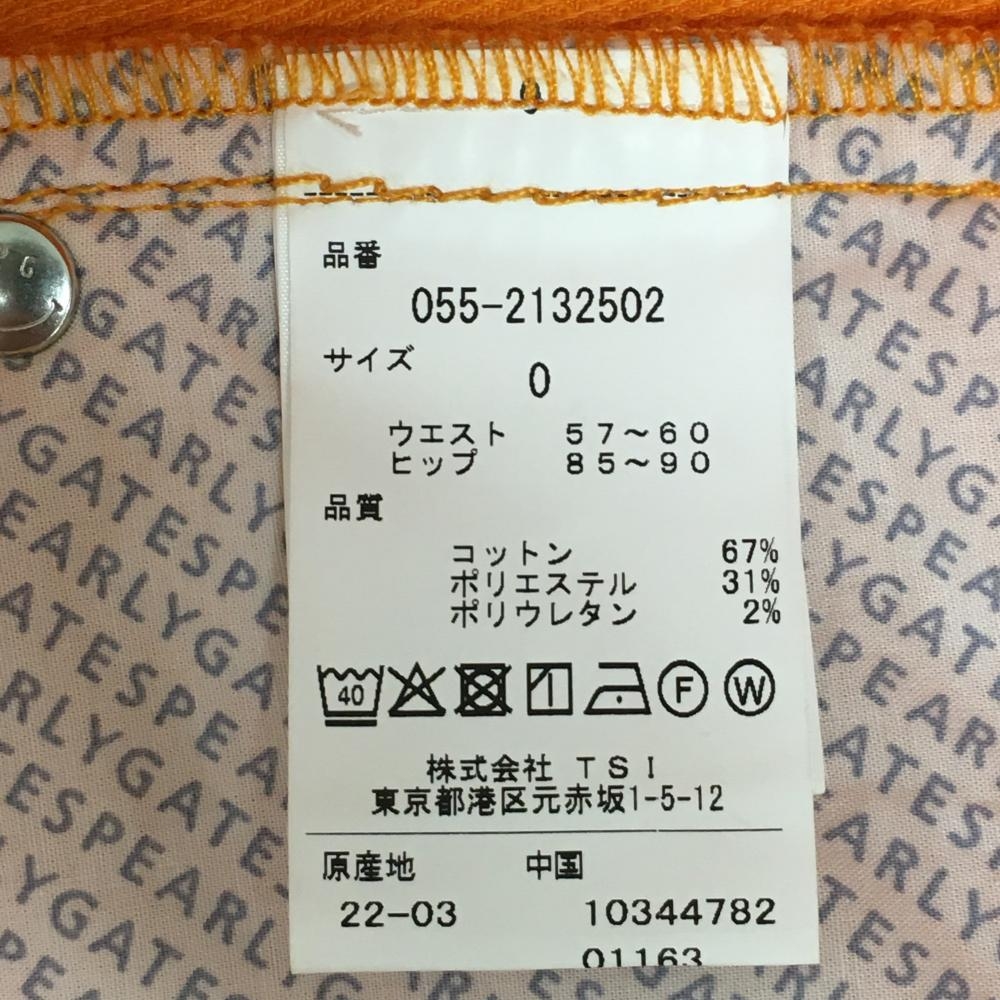 品番
055-2132502
サイズ
0
ウエスト 57~60
ヒップ 85~90
品質
コットン 67%
ポリエステル 31%
ポリウレタン 2%
40 F W
株式会社 TSI
東京都港区元赤坂1-5-12
原産地 中国
22-03 10344782
01163
PEARLYGATES